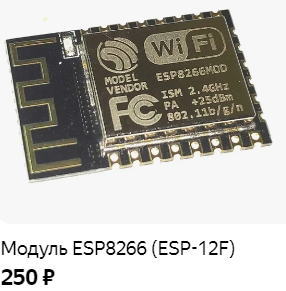 WiFi
MODEL
VENDOR
ESP8266MOD
FC
ISM 2.4GHz
PA +25dBm
802.11b/g/n
Модуль ESP8266 (ESP-12F)
250 ₽